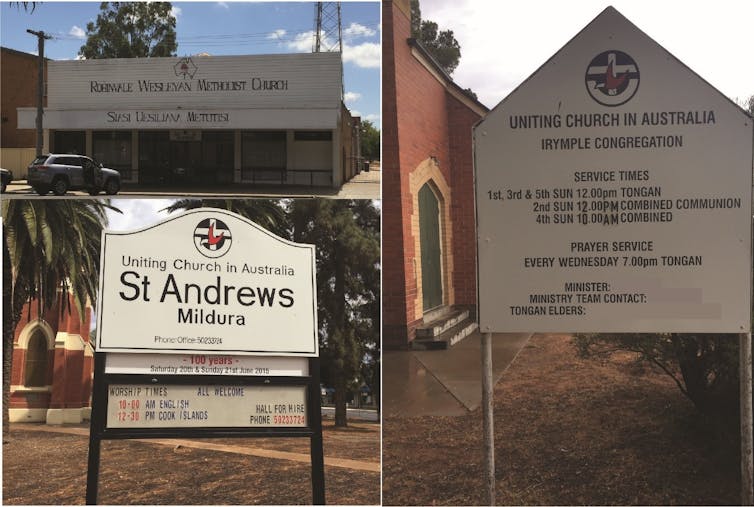 ROBINVALE WESLEYAN METHODIST CHURCH
SIASI UESILIANA METOTISI
Uniting Church in Australia
St Andrews
Mildura
Phone: Office: 50233724
- 100 years -
Saturday 20th & Sunday 21st June 2015
WORSHIP TIMES ALL WELCOME
10-00 AM ENGLISH
12-30 PM COOK ISLANDS
HALL FOR HIRE
PHONE 50233724
UNITING CHURCH IN AUSTRALIA
IRYMPLE CONGREGATION
SERVICE TIMES
1st, 3rd & 5th SUN 12.00pm TONGAN
2nd SUN 12.00PM COMBINED COMMUNION
4th SUN 10.00AM COMBINED
PRAYER SERVICE
EVERY WEDNESDAY 7.00pm TONGAN
MINISTER:
MINISTRY TEAM CONTACT:
TONGAN ELDERS: